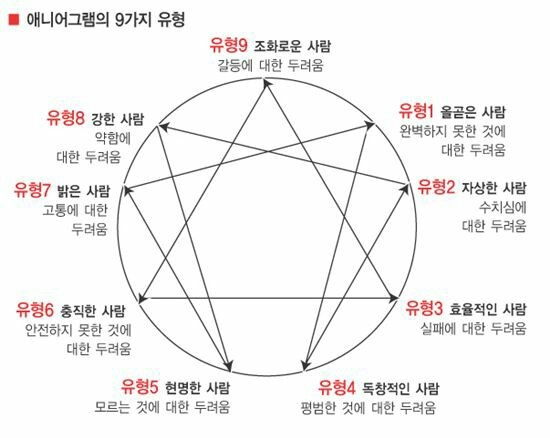 ■ 애니어그램의 9가지 유형
유형9 조화로운 사람
갈등에 대한 두려움
유형1 올곧은 사람
완벽하지 못한 것에
대한 두려움
유형2 자상한 사람
수치심에
대한 두려움
유형3 효율적인 사람
실패에 대한 두려움
유형4 독창적인 사람
평범한 것에 대한 두려움
유형5 현명한 사람
모르는 것에 대한 두려움
유형6 충직한 사람
안전하지 못한 것에
대한 두려움
유형7 밝은 사람
고통에 대한
두려움
유형8 강한 사람
약함에
대한 두려움